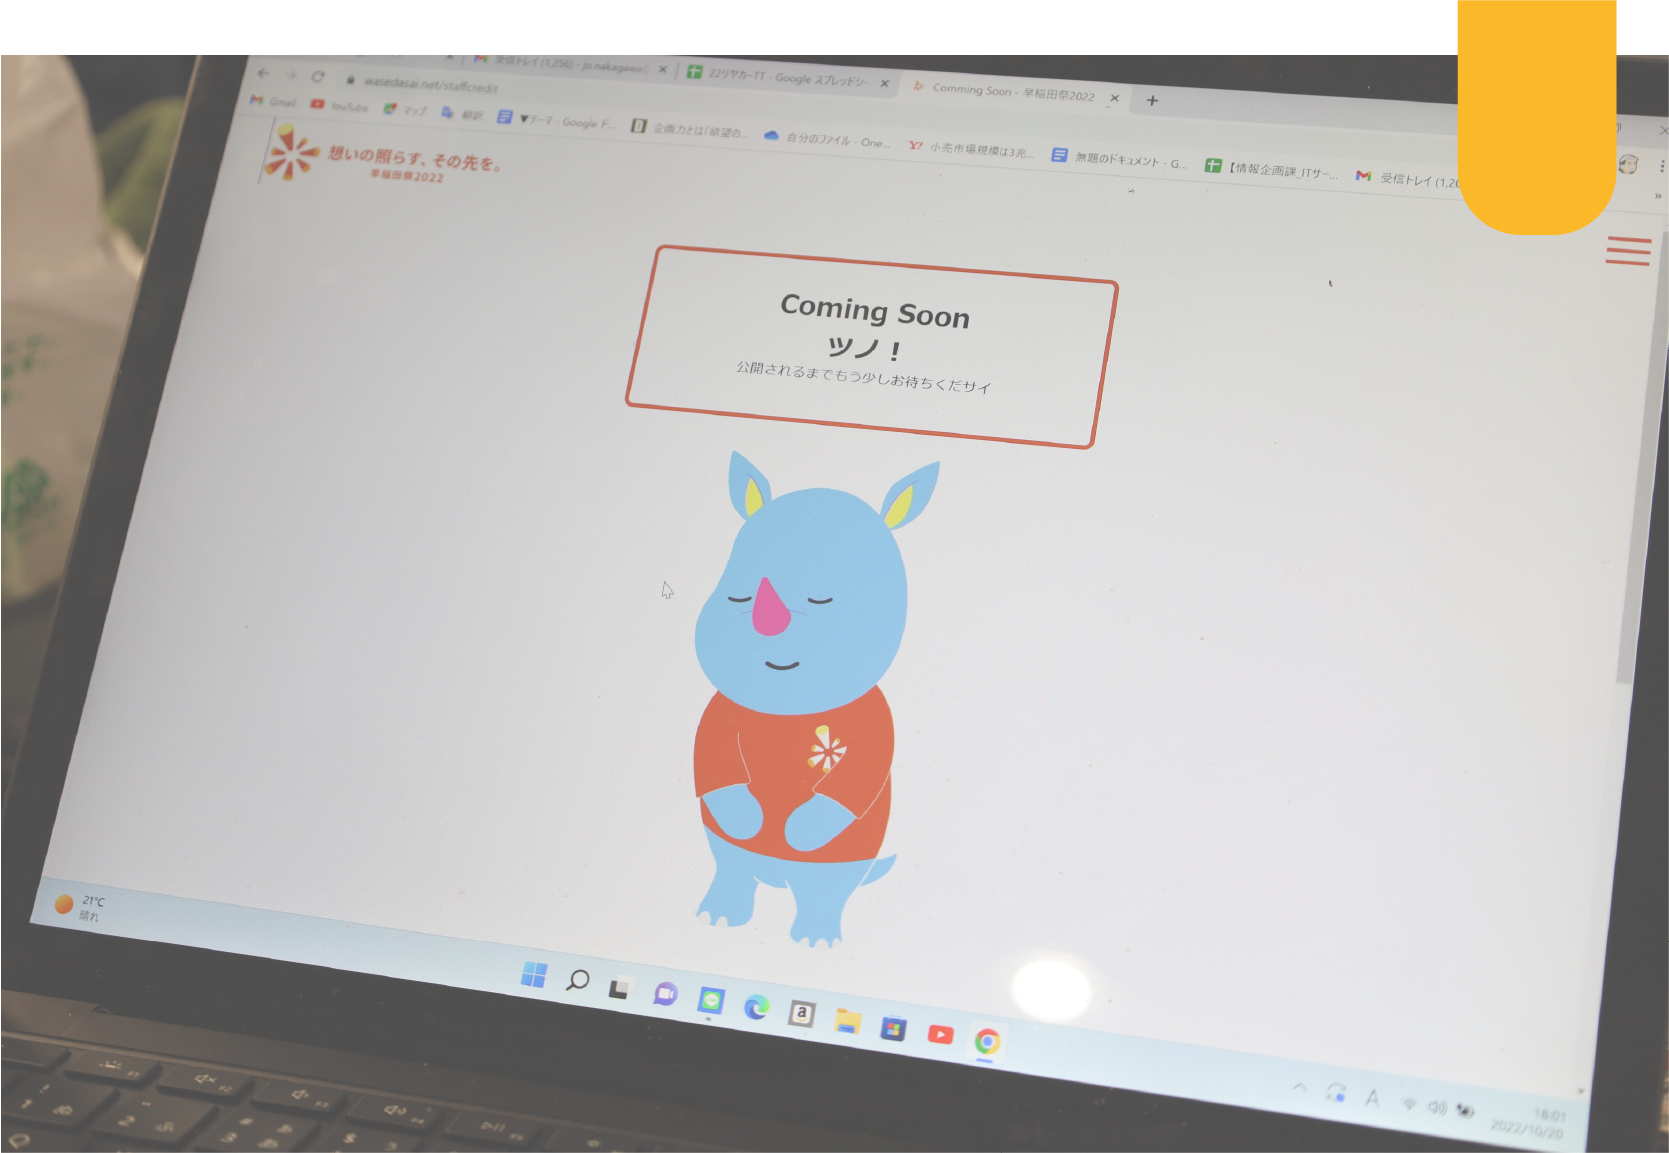 受信トレイ (1,256) - jo.nakagawa
22リヤカーTT - Google スプレッドシー
Comming Soon - 早稲田祭2022
wasedasai.net/staffcredit
Gmail
YouTube
マップ
翻訳
▼テーマ - Google ド...
企画力とは「欲望の...
自分のファイル - One...
小売市場規模は3兆...
無題のドキュメント - G...
【情報企画課_ITサー...
受信トレイ (1,20
想いの照らす、その先を。
早稲田祭2022
Coming Soon
ツノ！
公開されるまでもう少しお待ちくだサイ
21℃
晴れ
a
A
18:01
2022/10/20